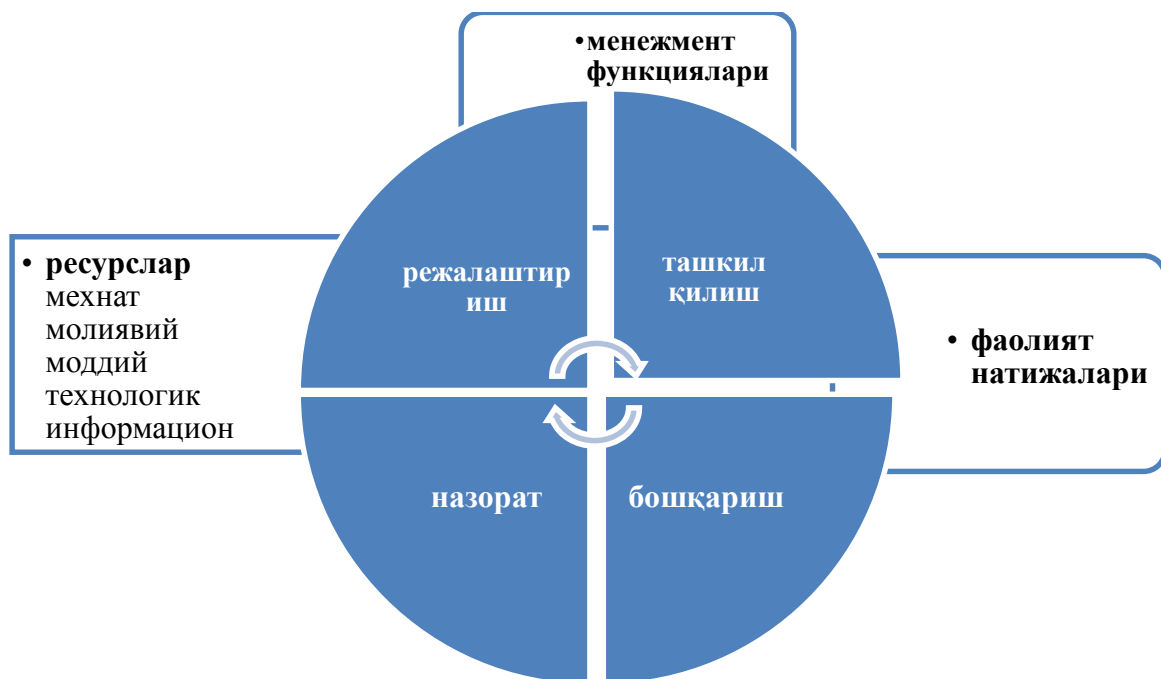 •менежмент
функциялари
режалаштир
иш
ташкил
қилиш
• ресурслар
мехнат
молиявий
моддий
технологик
информацион
• фаолият
натижалари
назорат
бошқариш